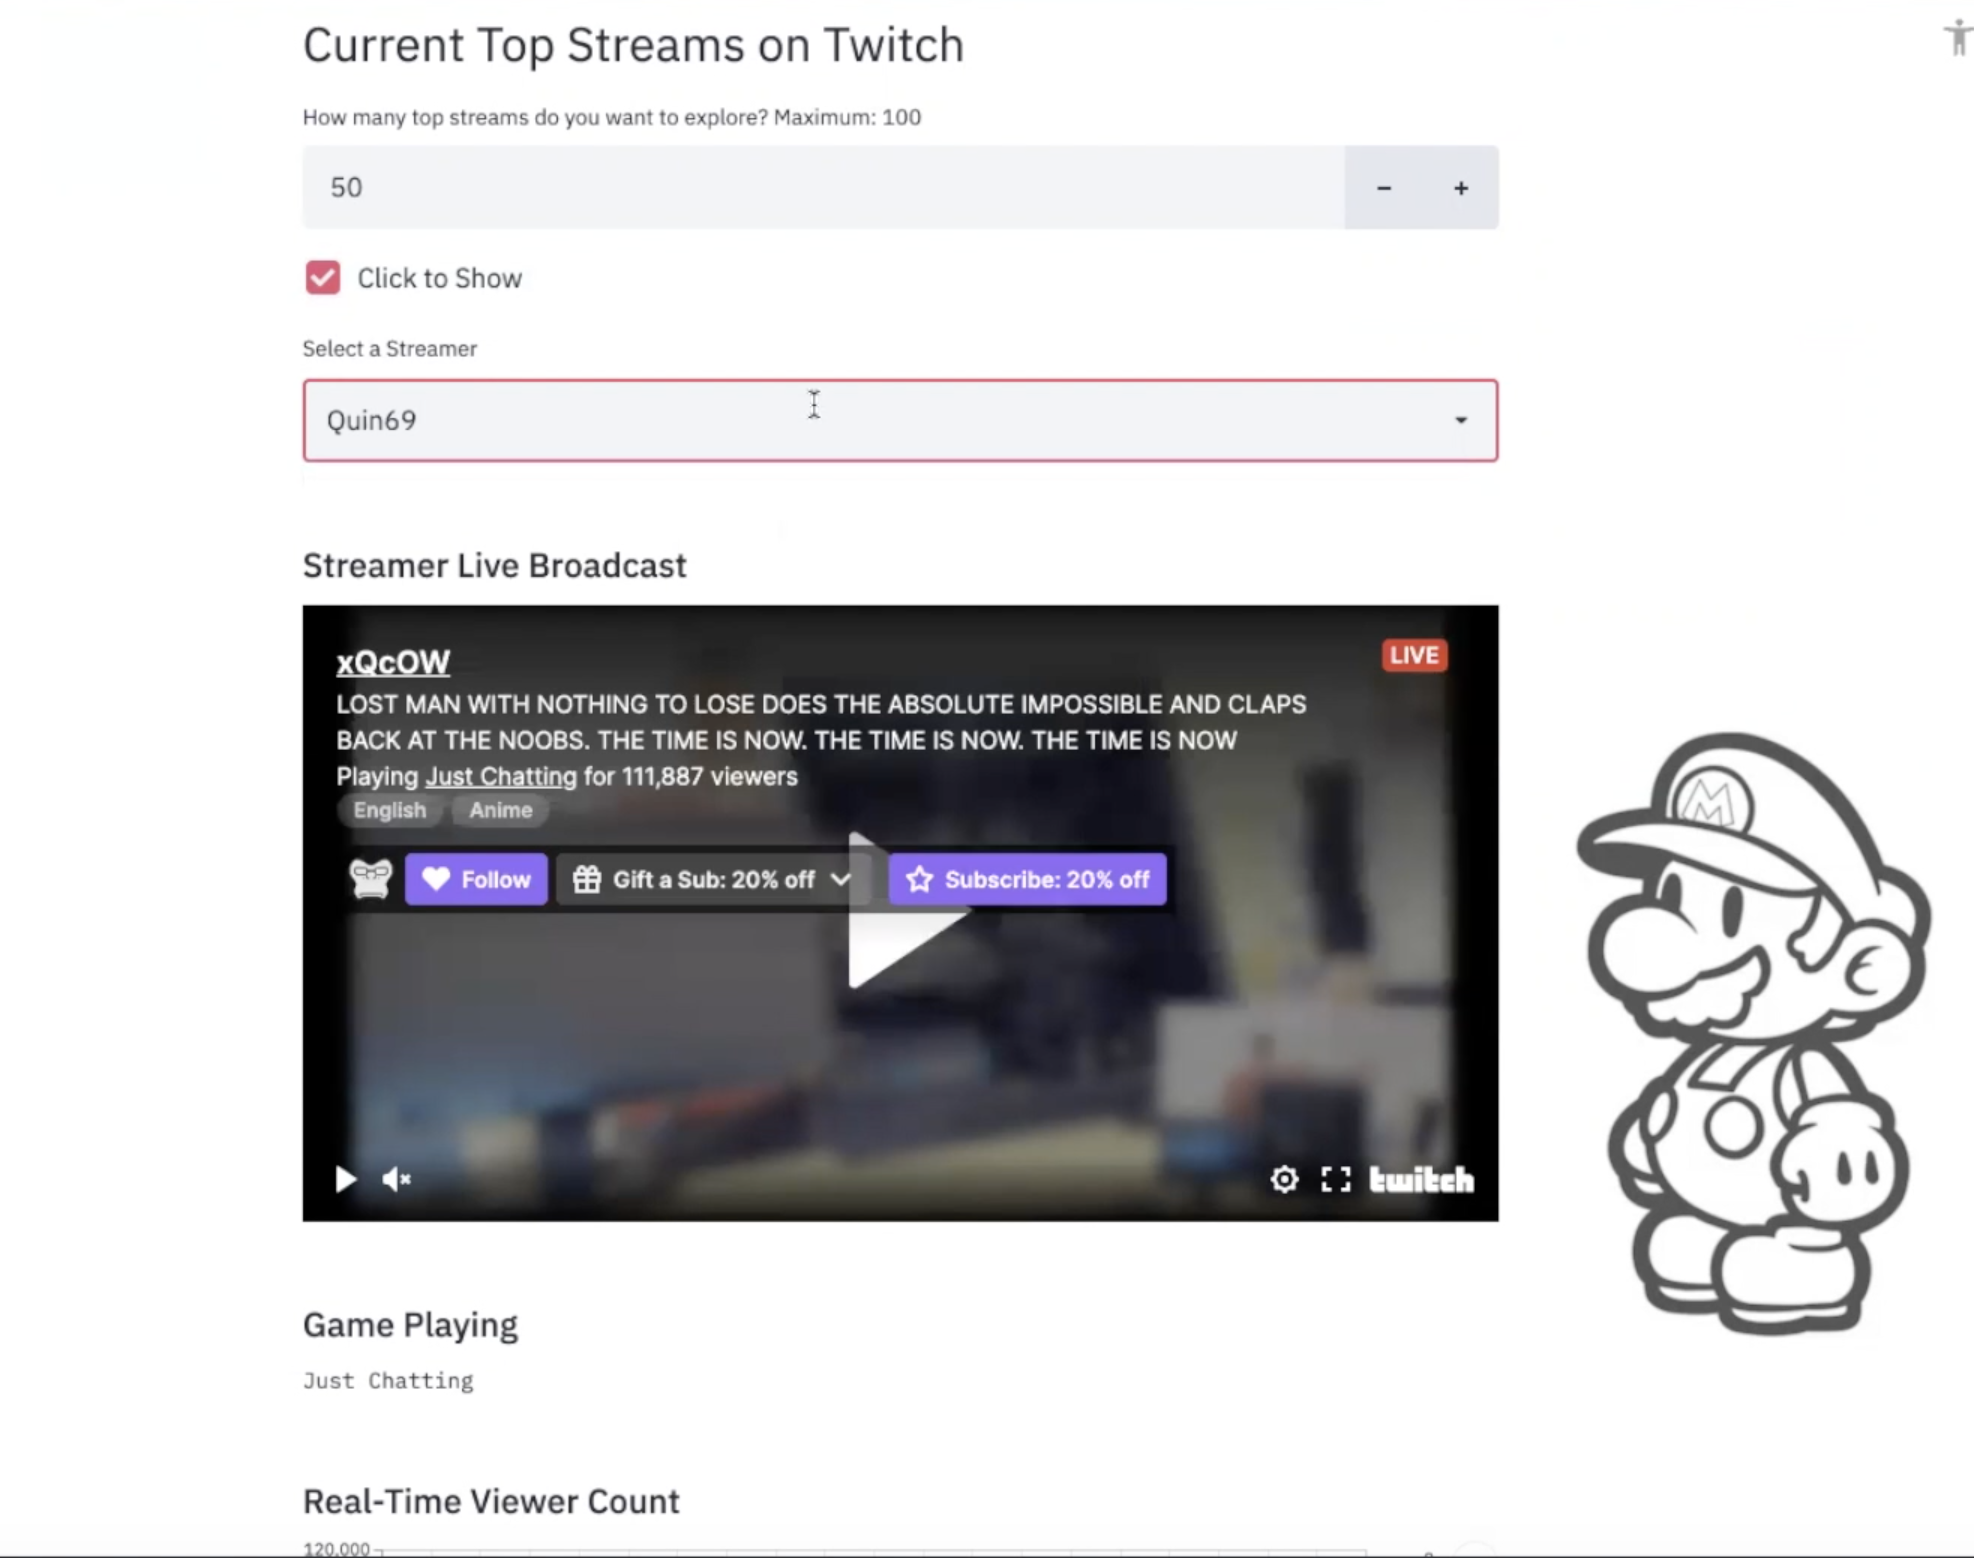 Current Top Streams on Twitch
How many top streams do you want to explore? Maximum: 100
50
- +
Click to Show
Select a Streamer
Quin69
Streamer Live Broadcast
xQcOW
LIVE
LOST MAN WITH NOTHING TO LOSE DOES THE ABSOLUTE IMPOSSIBLE AND CLAPS
BACK AT THE NOOBS. THE TIME IS NOW. THE TIME IS NOW. THE TIME IS NOW
Playing Just Chatting for 111,887 viewers
English Anime
Follow Gift a Sub: 20% off Subscribe: 20% off
M
twitch
Game Playing
Just Chatting
Real-Time Viewer Count
120,000